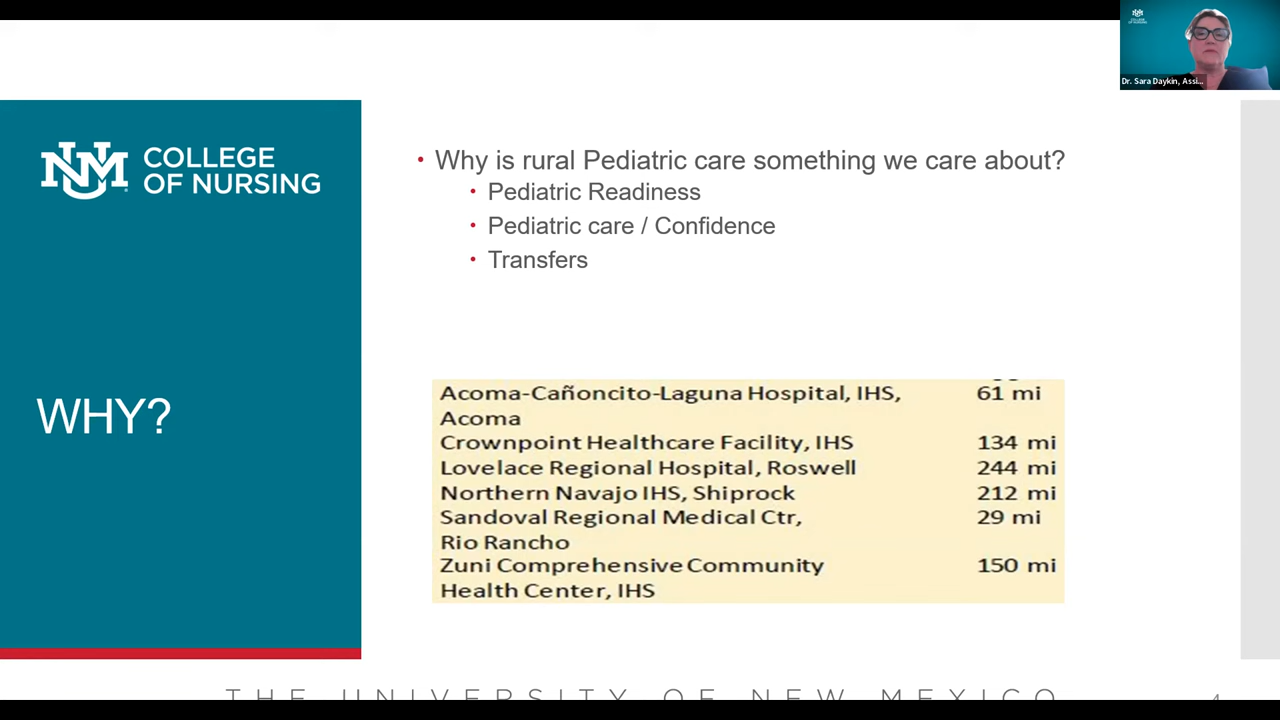 COLLEGE
OF NURSING
Dr. Sara Daykin, Assi...
UNM COLLEGE
OF NURSING
WHY?
• Why is rural Pediatric care something we care about?
• Pediatric Readiness
• Pediatric care / Confidence
• Transfers
Acoma-Cañoncito-Laguna Hospital, IHS, 61 mi
Acoma
Crownpoint Healthcare Facility, IHS 134 mi
Lovelace Regional Hospital, Roswell 244 mi
Northern Navajo IHS, Shiprock 212 mi
Sandoval Regional Medical Ctr, 29 mi
Rio Rancho
Zuni Comprehensive Community 150 mi
Health Center, IHS
THE UNIVERSITY OF NEW MEXICO